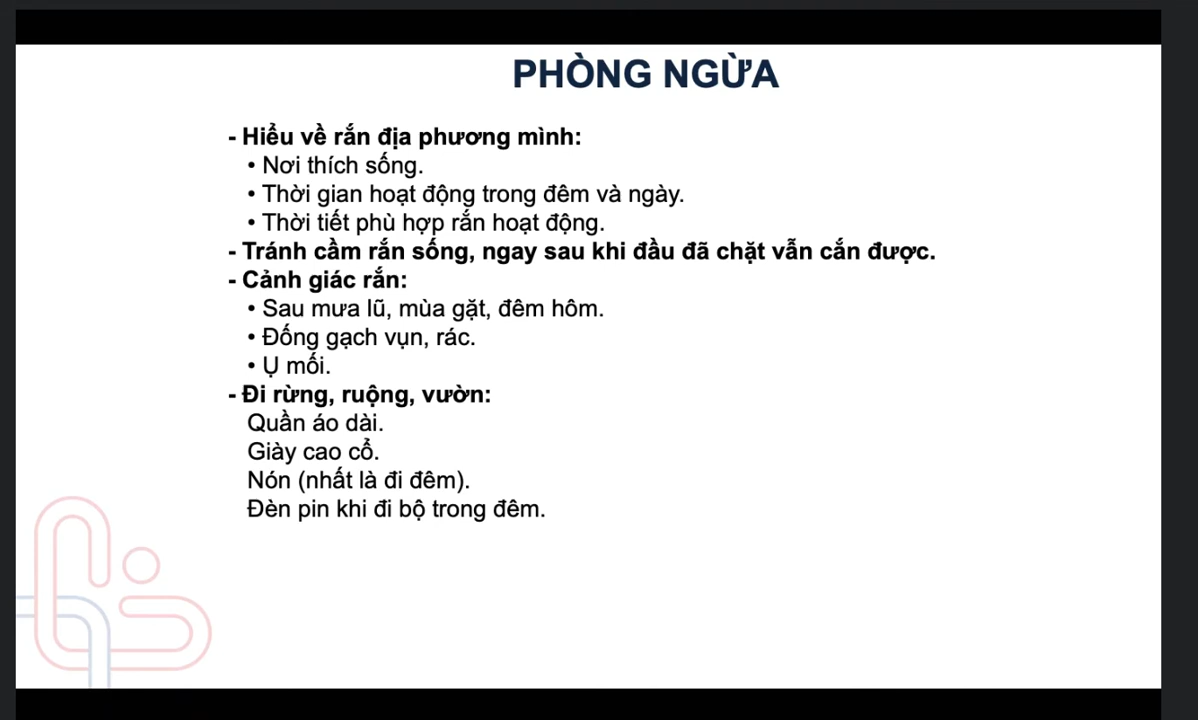 PHÒNG NGỪA
- Hiểu về rắn địa phương mình:
• Nơi thích sống.
• Thời gian hoạt động trong đêm và ngày.
• Thời tiết phù hợp rắn hoạt động.
- Tránh cầm rắn sống, ngay sau khi đầu đã chặt vẫn cắn được.
- Cảnh giác rắn:
• Sau mưa lũ, mùa gặt, đêm hôm.
• Đống gạch vụn, rác.
• Ụ mối.
- Đi rừng, ruộng, vườn:
Quần áo dài.
Giày cao cổ.
Nón (nhất là đi đêm).
Đèn pin khi đi bộ trong đêm.